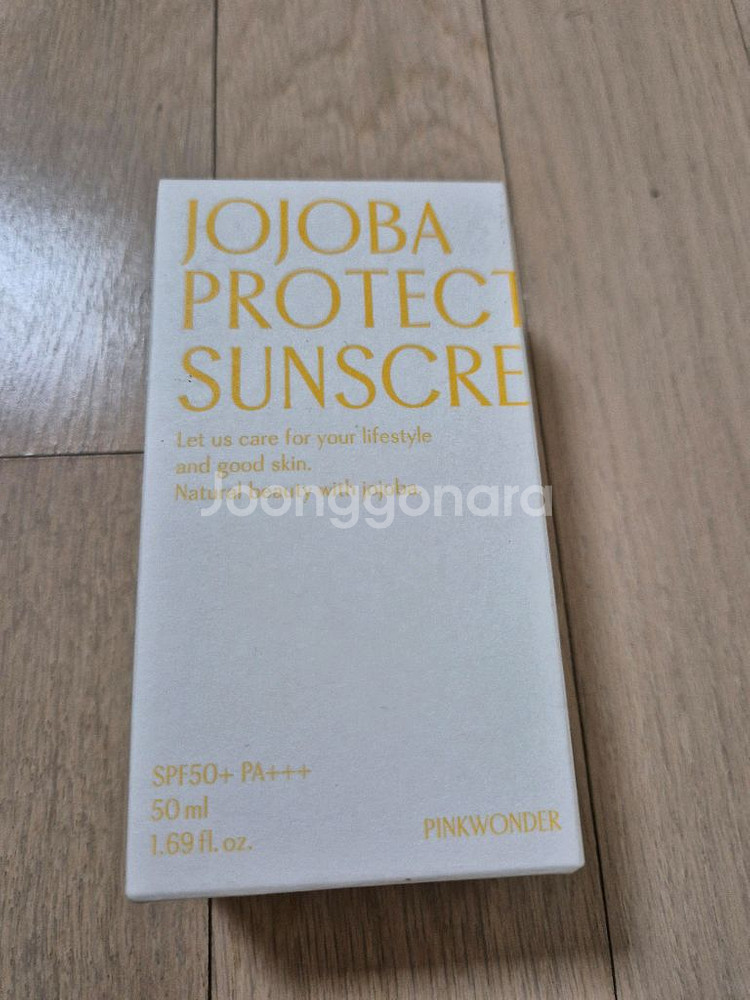 JOJOBA
PROTECT
SUNSCRE
Let us care for your lifestyle
and good skin.
Natural beauty with jojoba.
Joonggonara
SPF50+ PA+++
50 ml
1.69 fl. oz.
PINKWONDER